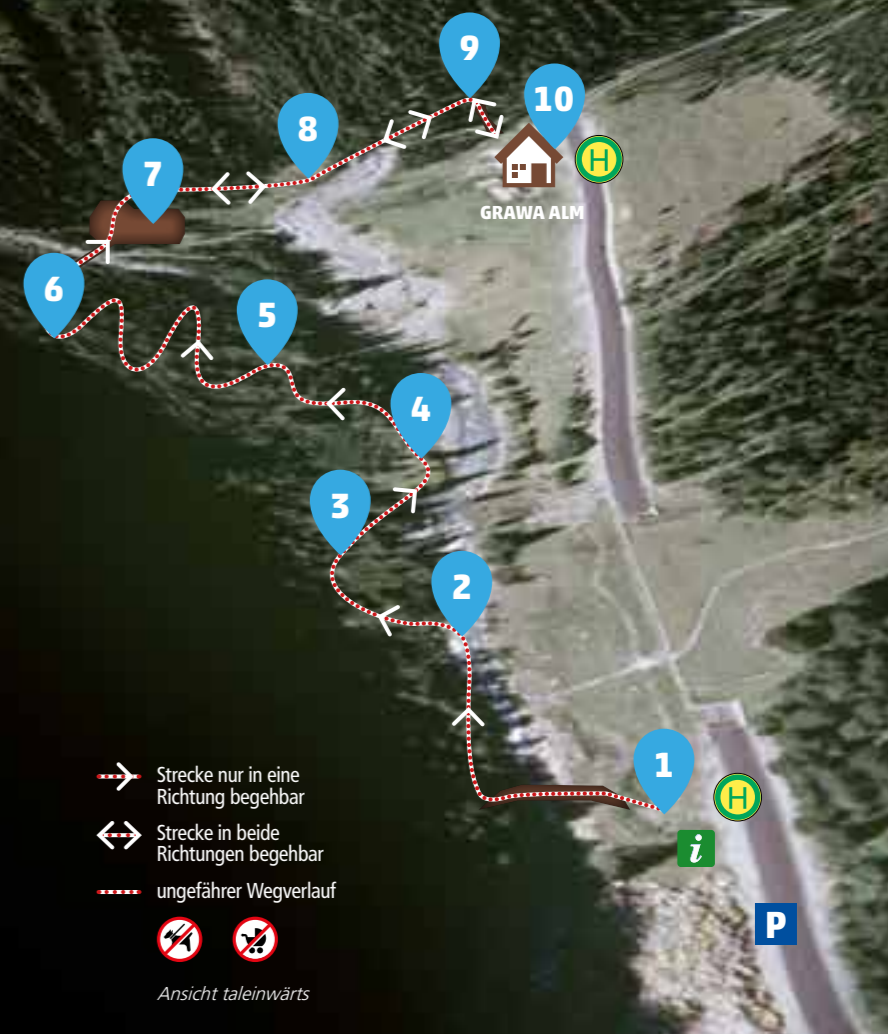 9
10
8
H
7
GRAWA ALM
6
5
4
3
2
1
H
i
P
Strecke nur in eine
Richtung begehbar
Strecke in beide
Richtungen begehbar
ungefährer Wegverlauf
Ansicht taleinwärts